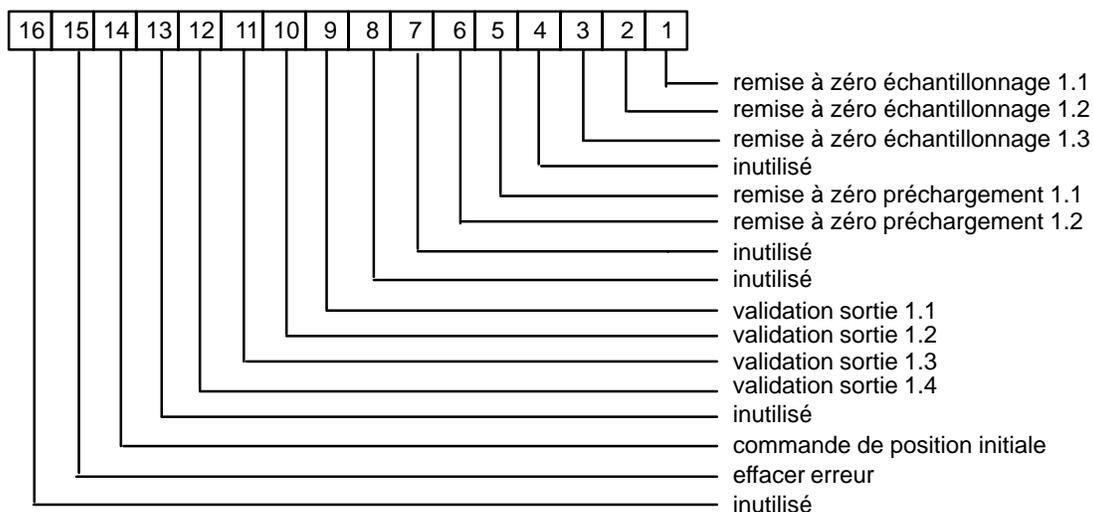 16 15 14 13 12 11 10 9 8 7 6 5 4 3 2 1
remise à zéro échantillonnage 1.1
remise à zéro échantillonnage 1.2
remise à zéro échantillonnage 1.3
inutilisé
remise à zéro préchargement 1.1
remise à zéro préchargement 1.2
inutilisé
inutilisé
validation sortie 1.1
validation sortie 1.2
validation sortie 1.3
validation sortie 1.4
inutilisé
commande de position initiale
effacer erreur
inutilisé